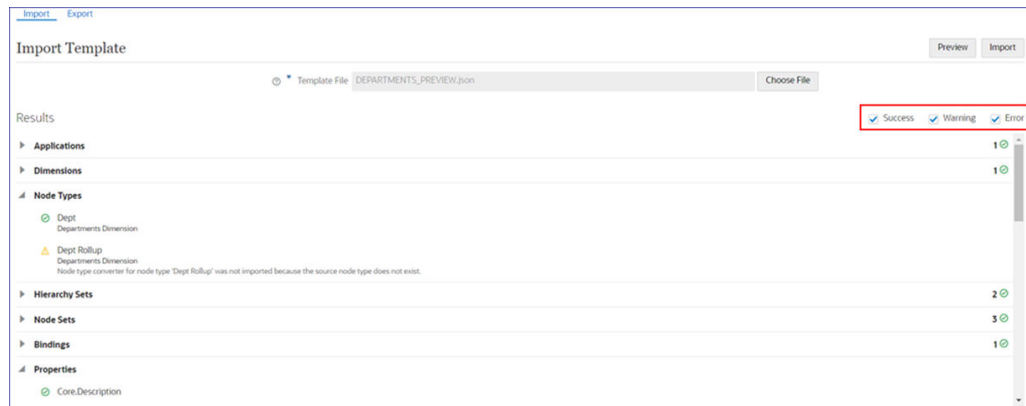 Import Export
Import Template
Preview Import
* Template File DEPARTMENTS_PREVIEW.json Choose File
Results
Success Warning Error
Applications 1
Dimensions 1
Node Types
Dept
Departments Dimension
Dept Rollup
Departments Dimension
Node type converter for node type 'Dept Rollup' was not imported because the source node type does not exist.
Hierarchy Sets 2
Node Sets 3
Bindings 1
Properties
Core.Description